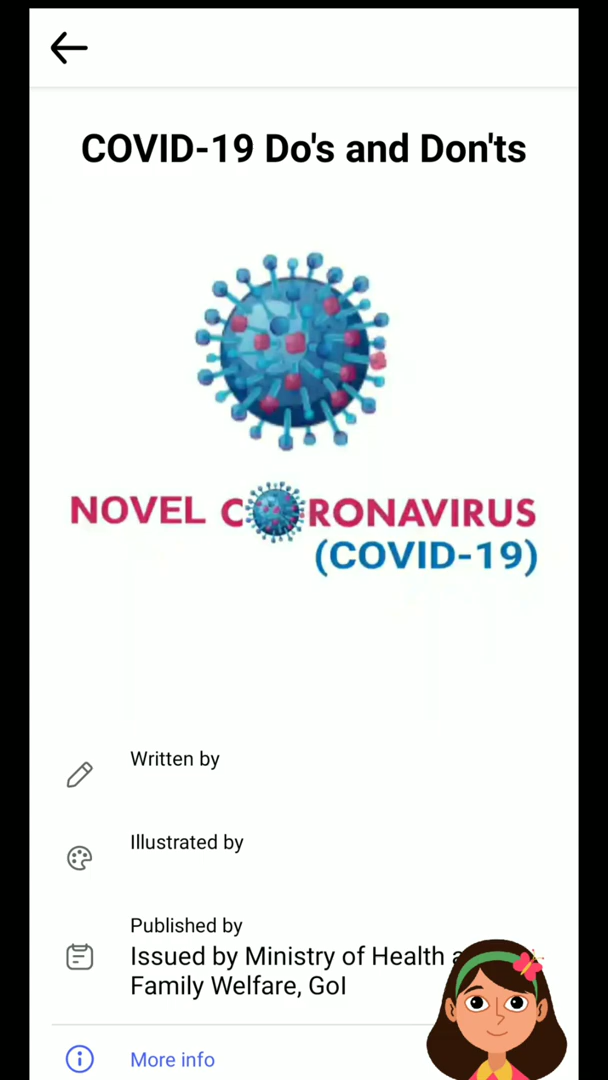 COVID-19 Do's and Don'ts
NOVEL CORONAVIRUS
(COVID-19)
Written by
Illustrated by
Published by
Issued by Ministry of Health
Family Welfare, GoI
More info